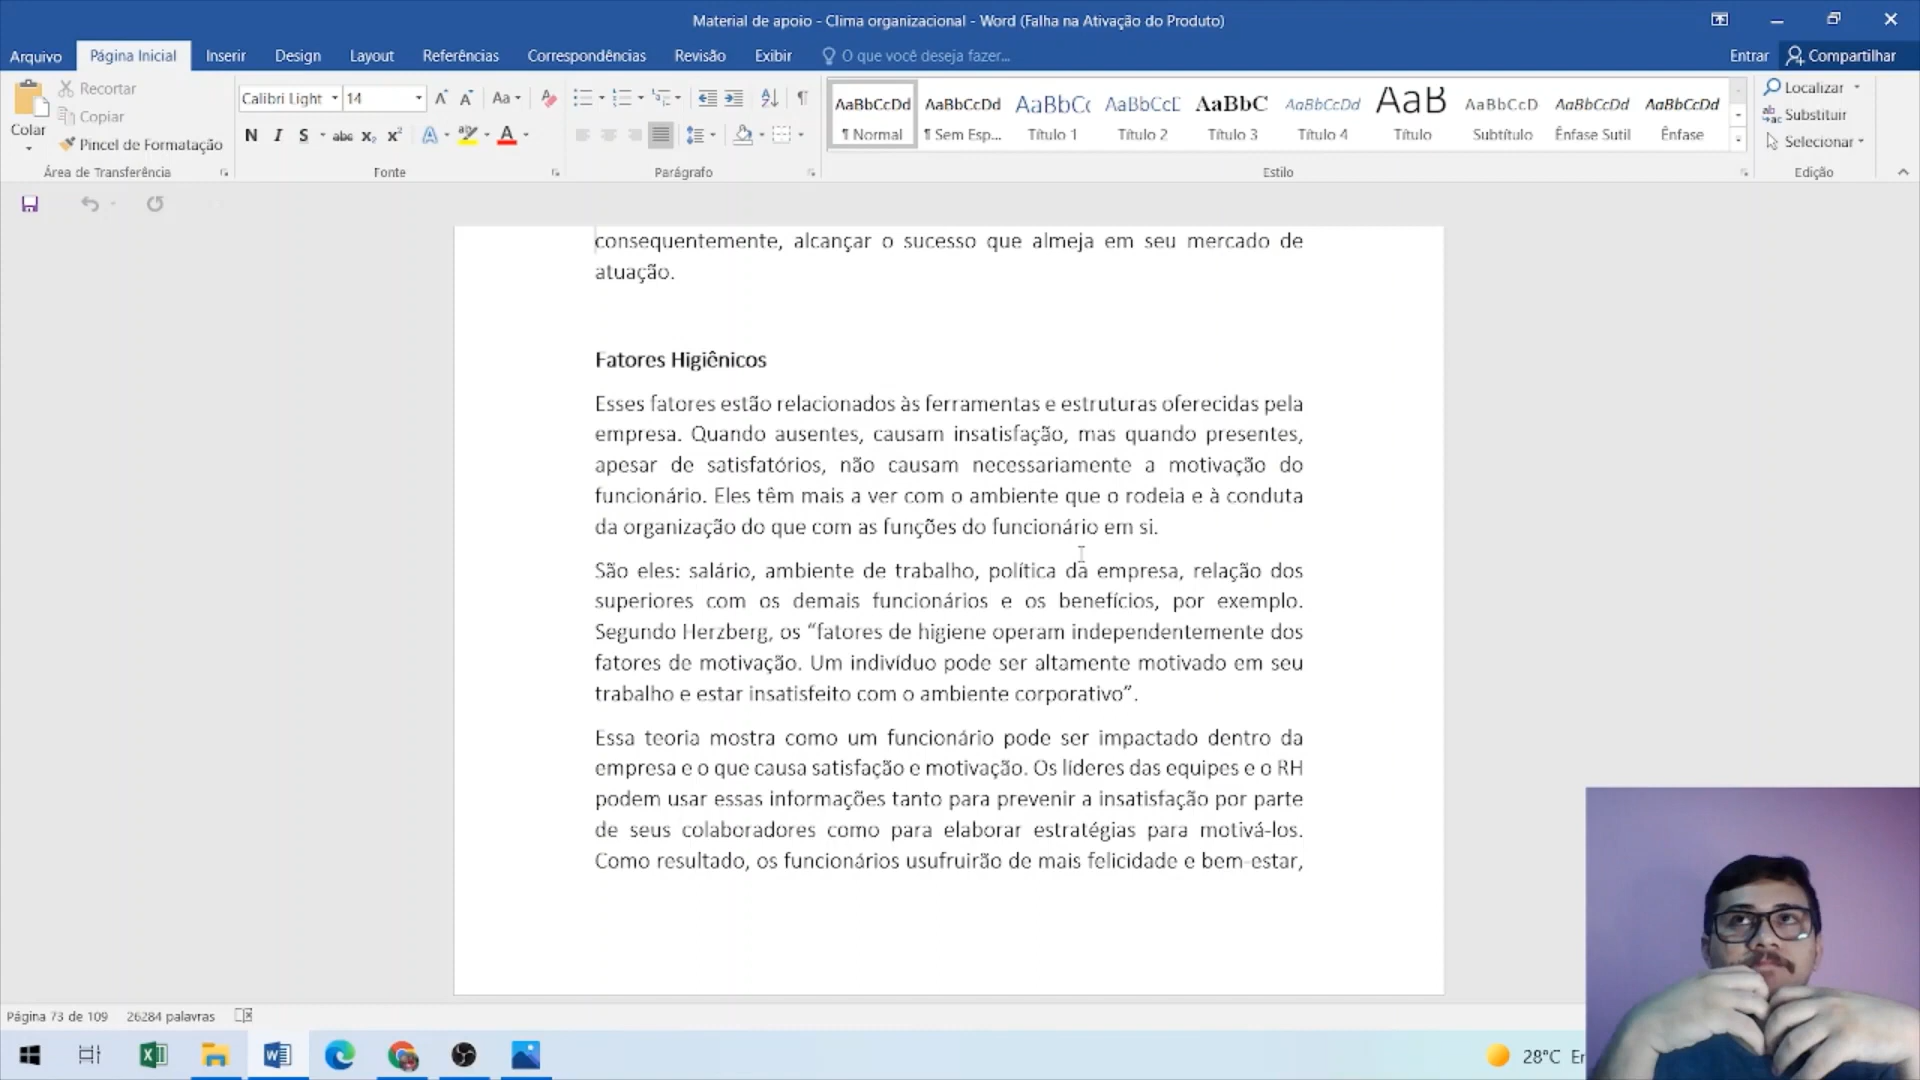 Material de apoio - Clima organizacional - Word (Falha na Ativação do Produto)
Arquivo Página Inicial Inserir Design Layout Referências Correspondências Revisão Exibir O que você deseja fazer... Entrar Compartilhar
Colar
Recortar
Copiar
Pincel de Formatação
Área de Transferência
Calibri Light 14
Fonte
Parágrafo
AaBbCcDd AaBbCcDd AaBbCc AaBbCcE AaBbC AaBbCcDd AaB AaBbCcD AaBbCcDd AaBbCcDd
¶ Normal ¶ Sem Esp... Título 1 Título 2 Título 3 Título 4 Título Subtítulo Ênfase Sutil Ênfase
Estilo
Localizar
Substituir
Selecionar
Edição
consequentemente, alcançar o sucesso que almeja em seu mercado de
atuação.
Fatores Higiênicos
Esses fatores estão relacionados às ferramentas e estruturas oferecidas pela
empresa. Quando ausentes, causam insatisfação, mas quando presentes,
apesar de satisfatórios, não causam necessariamente a motivação do
funcionário. Eles têm mais a ver com o ambiente que o rodeia e à conduta
da organização do que com as funções do funcionário em si.
São eles: salário, ambiente de trabalho, política da empresa, relação dos
superiores com os demais funcionários e os benefícios, por exemplo.
Segundo Herzberg, os “fatores de higiene operam independentemente dos
fatores de motivação. Um indivíduo pode ser altamente motivado em seu
trabalho e estar insatisfeito com o ambiente corporativo”.
Essa teoria mostra como um funcionário pode ser impactado dentro da
empresa e o que causa satisfação e motivação. Os líderes das equipes e o RH
podem usar essas informações tanto para prevenir a insatisfação por parte
de seus colaboradores como para elaborar estratégias para motivá-los.
Como resultado, os funcionários usufruirão de mais felicidade e bem-estar,
Página 73 de 109 26284 palavras
28°C